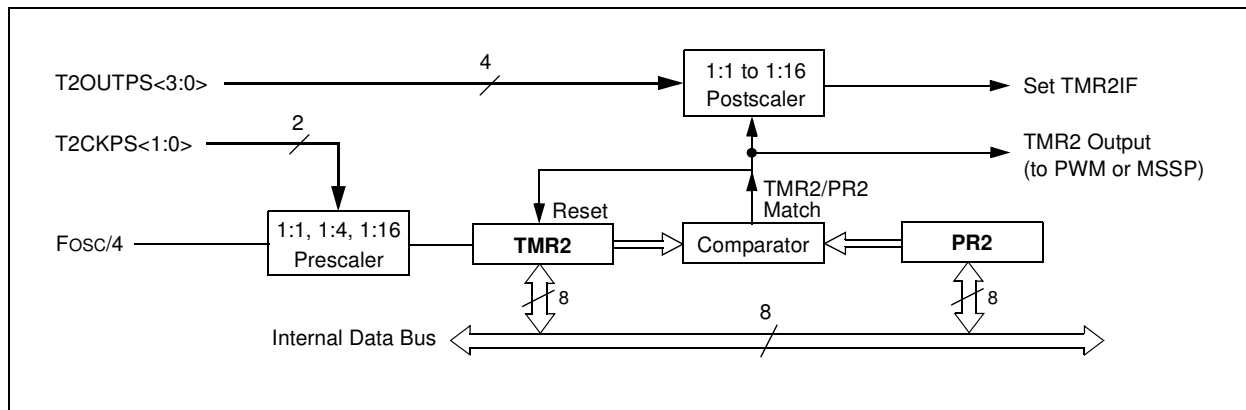 T2OUTPS<3:0>
4
1:1 to 1:16
Postscaler
Set TMR2IF
T2CKPS<1:0>
2
TMR2 Output
(to PWM or MSSP)
TMR2/PR2
Match
Reset
FOSC/4
1:1, 1:4, 1:16
Prescaler
TMR2
Comparator
PR2
8
8
8
Internal Data Bus